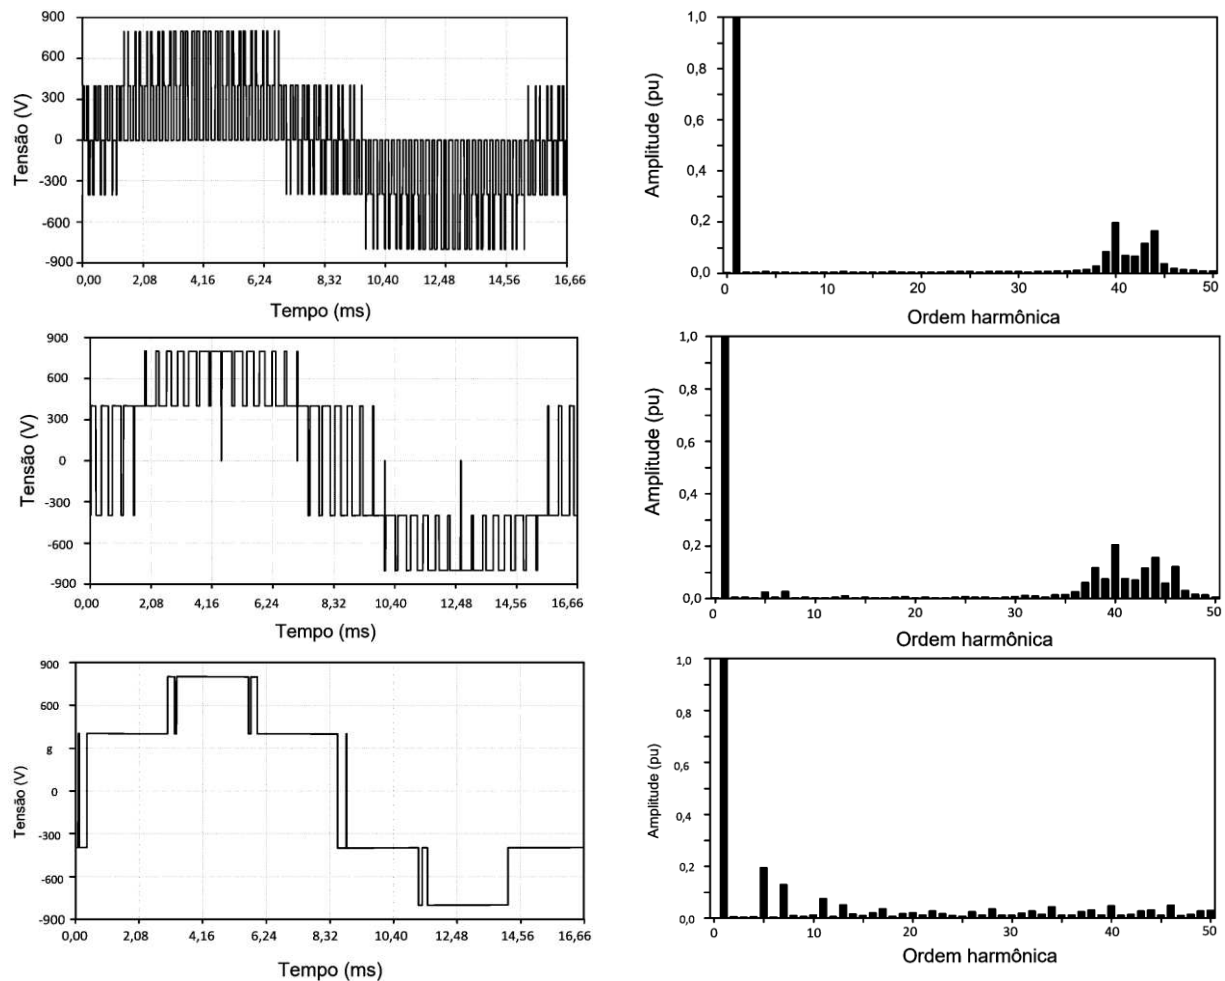 900
600
300
0
-300
-600
-900
Tensão (V)
0,00 2,08 4,16 6,24 8,32 10,40 12,48 14,56 16,66
Tempo (ms)
1,0
0,8
0,6
0,4
0,2
0,0
Amplitude (pu)
0 10 20 30 40 50
Ordem harmônica
900
600
300
0
-300
-600
-900
Tensão (V)
0,00 2,08 4,16 6,24 8,32 10,40 12,48 14,56 16,66
Tempo (ms)
1,0
0,8
0,6
0,4
0,2
0,0
Amplitude (pu)
0 10 20 30 40 50
Ordem harmônica
900
600
g
0
-300
-600
-900
Tensão (V)
0,00 2,08 4,16 6,24 8,32 10,40 12,48 14,56 16,66
Tempo (ms)
1,0
0,8
0,6
0,4
0,2
0,0
Amplitude (pu)
0 10 20 30 40 50
Ordem harmônica